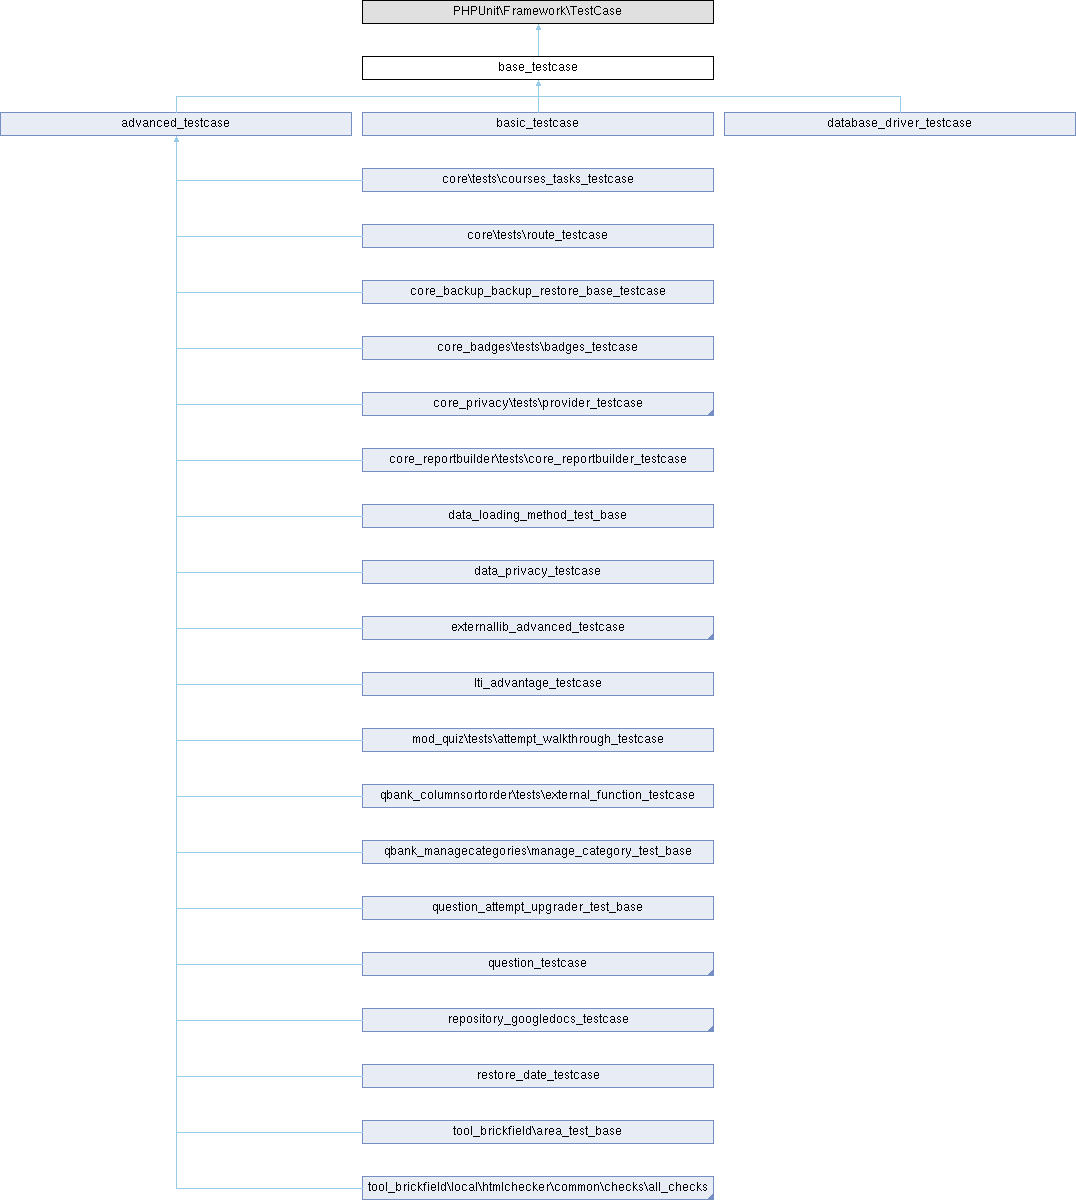 PHPUnit\Framework\TestCase
base_testcase
advanced_testcase
basic_testcase
database_driver_testcase
core\tests\courses_tasks_testcase
core\tests\route_testcase
core_backup_backup_restore_base_testcase
core_badges\tests\badges_testcase
core_privacy\tests\provider_testcase
core_reportbuilder\tests\core_reportbuilder_testcase
data_loading_method_test_base
data_privacy_testcase
externallib_advanced_testcase
lti_advantage_testcase
mod_quiz\tests\attempt_walkthrough_testcase
qbank_columnsortorder\tests\external_function_testcase
qbank_managecategories\manage_category_test_base
question_attempt_upgrader_test_base
question_testcase
repository_googledocs_testcase
restore_date_testcase
tool_brickfield\area_test_base
tool_brickfield\local\htmlchecker\common\checks\all_checks